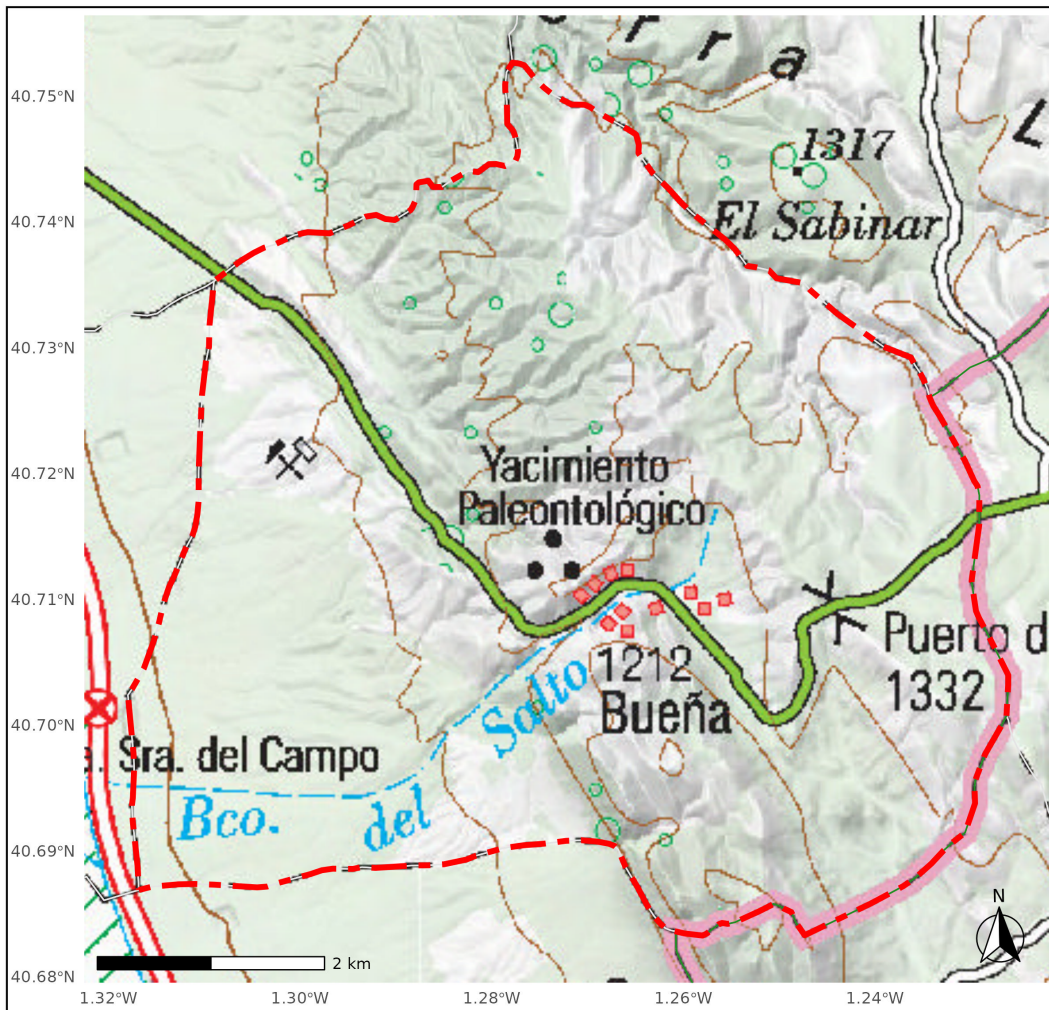 rra
L
40.75°N
1317
El Sabinar
40.74°N
40.73°N
40.72°N
Yacimiento
Paleontológico
40.71°N
Puerto d
1332
1212
Bueña
Salto
40.70°N
Sra. del Campo
Bco.
del
40.69°N
N
40.68°N
2 km
1.32°W
1.30°W
1.28°W
1.26°W
1.24°W